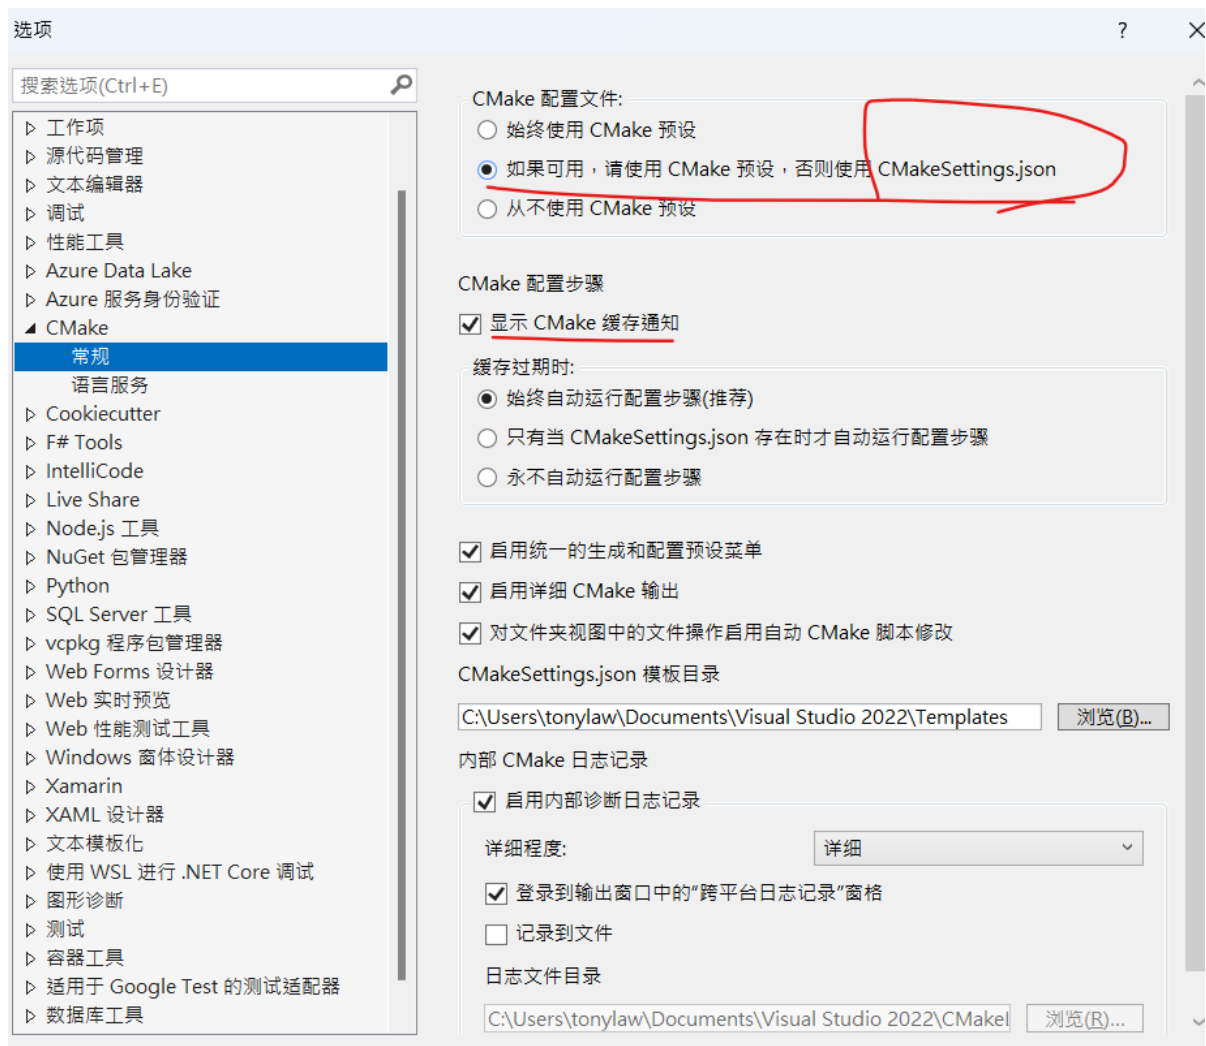 选项
?
搜索选项(Ctrl+E)
工作项
源代码管理
文本编辑器
调试
性能工具
Azure Data Lake
Azure 服务身份验证
CMake
常规
语言服务
Cookiecutter
F# Tools
IntelliCode
Live Share
Node.js 工具
NuGet 包管理器
Python
SQL Server 工具
vcpkg 程序包管理器
Web Forms 设计器
Web 实时预览
Web 性能测试工具
Windows 窗体设计器
Xamarin
XAML 设计器
文本模板化
使用 WSL 进行 .NET Core 调试
图形诊断
测试
容器工具
适用于 Google Test 的测试适配器
数据库工具
CMake 配置文件:
始终使用 CMake 预设
如果可用，请使用 CMake 预设，否则使用 CMakeSettings.json
从不使用 CMake 预设
CMake 配置步骤
显示 CMake 缓存通知
缓存过期时:
始终自动运行配置步骤(推荐)
只有当 CMakeSettings.json 存在时才自动运行配置步骤
永不自动运行配置步骤
启用统一的生成和配置预设菜单
启用详细 CMake 输出
对文件夹视图中的文件操作启用自动 CMake 脚本修改
CMakeSettings.json 模板目录
C:\Users\tonylaw\Documents\Visual Studio 2022\Templates
浏览(B)...
内部 CMake 日志记录
启用内部诊断日志记录
详细程度:
详细
登录到输出窗口中的“跨平台日志记录”窗格
记录到文件
日志文件目录
C:\Users\tonylaw\Documents\Visual Studio 2022\CMakel
浏览(R)...